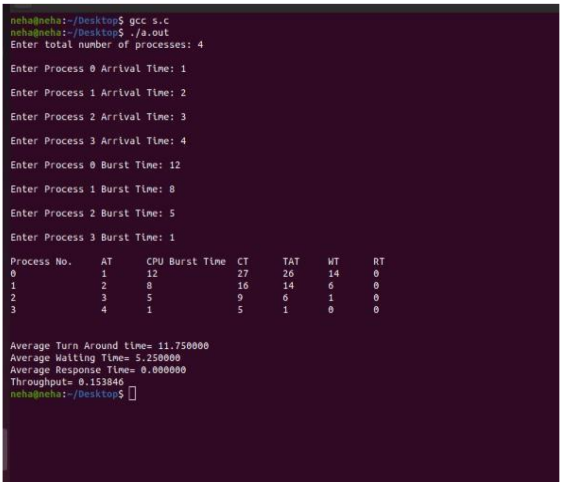 neha@neha:~/Desktop$ gcc s.c
neha@neha:~/Desktop$ ./a.out
Enter total number of processes: 4
Enter Process 0 Arrival Time: 1
Enter Process 1 Arrival Time: 2
Enter Process 2 Arrival Time: 3
Enter Process 3 Arrival Time: 4
Enter Process 0 Burst Time: 12
Enter Process 1 Burst Time: 8
Enter Process 2 Burst Time: 5
Enter Process 3 Burst Time: 1
Process No. AT CPU Burst Time CT TAT WT RT
0 1 12 27 26 14 0
1 2 8 16 14 6 0
2 3 5 9 6 1 0
3 4 1 5 1 0 0
Average Turn Around time= 11.750000
Average Waiting Time= 5.250000
Average Response Time= 0.000000
Throughput= 0.153846
neha@neha:~/Desktop$